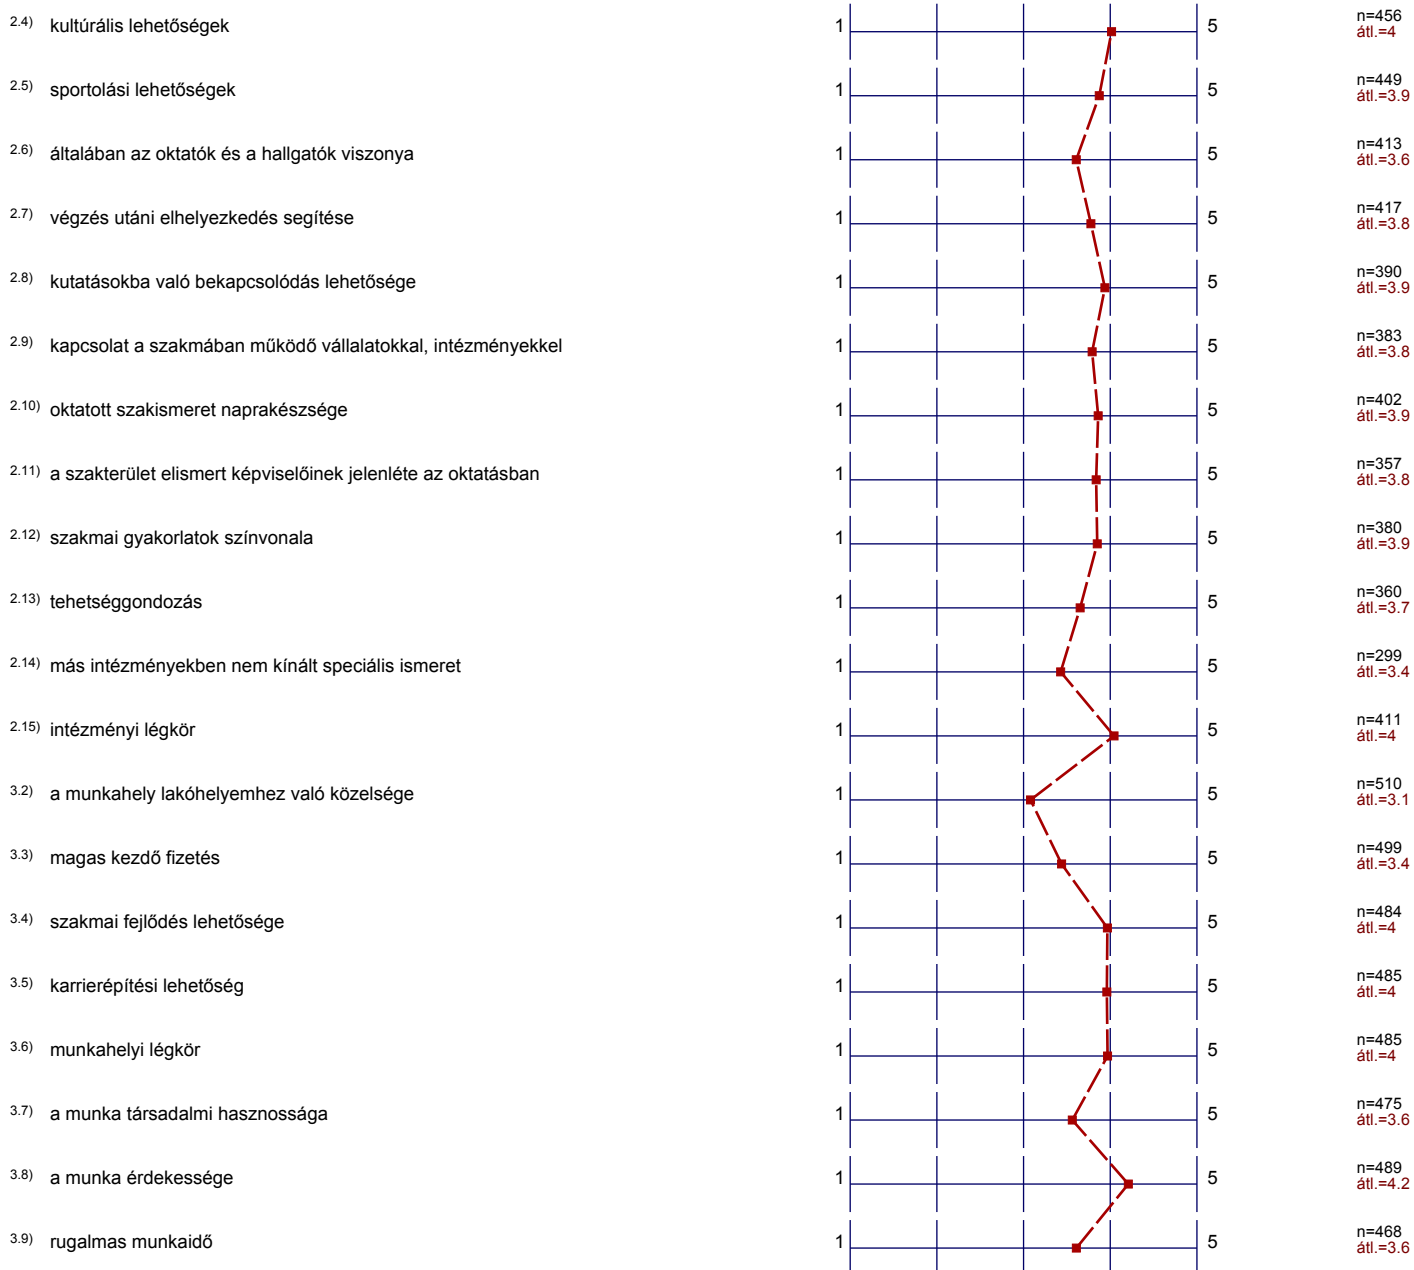 2.4) kultúrális lehetőségek 1 5 n=456
átl.=4
2.5) sportolási lehetőségek 1 5 n=449
átl.=3.9
2.6) általában az oktatók és a hallgatók viszonya 1 5 n=413
átl.=3.6
2.7) végzés utáni elhelyezkedés segítése 1 5 n=417
átl.=3.8
2.8) kutatásokba való bekapcsolódás lehetősége 1 5 n=390
átl.=3.9
2.9) kapcsolat a szakmában működő vállalatokkal, intézményekkel 1 5 n=383
átl.=3.8
2.10) oktatott szakismeret naprakészsége 1 5 n=402
átl.=3.9
2.11) a szakterület elismert képviselőinek jelenléte az oktatásban 1 5 n=357
átl.=3.8
2.12) szakmai gyakorlatok színvonala 1 5 n=380
átl.=3.9
2.13) tehetséggondozás 1 5 n=360
átl.=3.7
2.14) más intézményekben nem kínált speciális ismeret 1 5 n=299
átl.=3.4
2.15) intézményi légkör 1 5 n=411
átl.=4
3.2) a munkahely lakóhelyemhez való közelsége 1 5 n=510
átl.=3.1
3.3) magas kezdő fizetés 1 5 n=499
átl.=3.4
3.4) szakmai fejlődés lehetősége 1 5 n=484
átl.=4
3.5) karrierépítési lehetőség 1 5 n=485
átl.=4
3.6) munkahelyi légkör 1 5 n=485
átl.=4
3.7) a munka társadalmi hasznossága 1 5 n=475
átl.=3.6
3.8) a munka érdekessége 1 5 n=489
átl.=4.2
3.9) rugalmas munkaidő 1 5 n=468
átl.=3.6